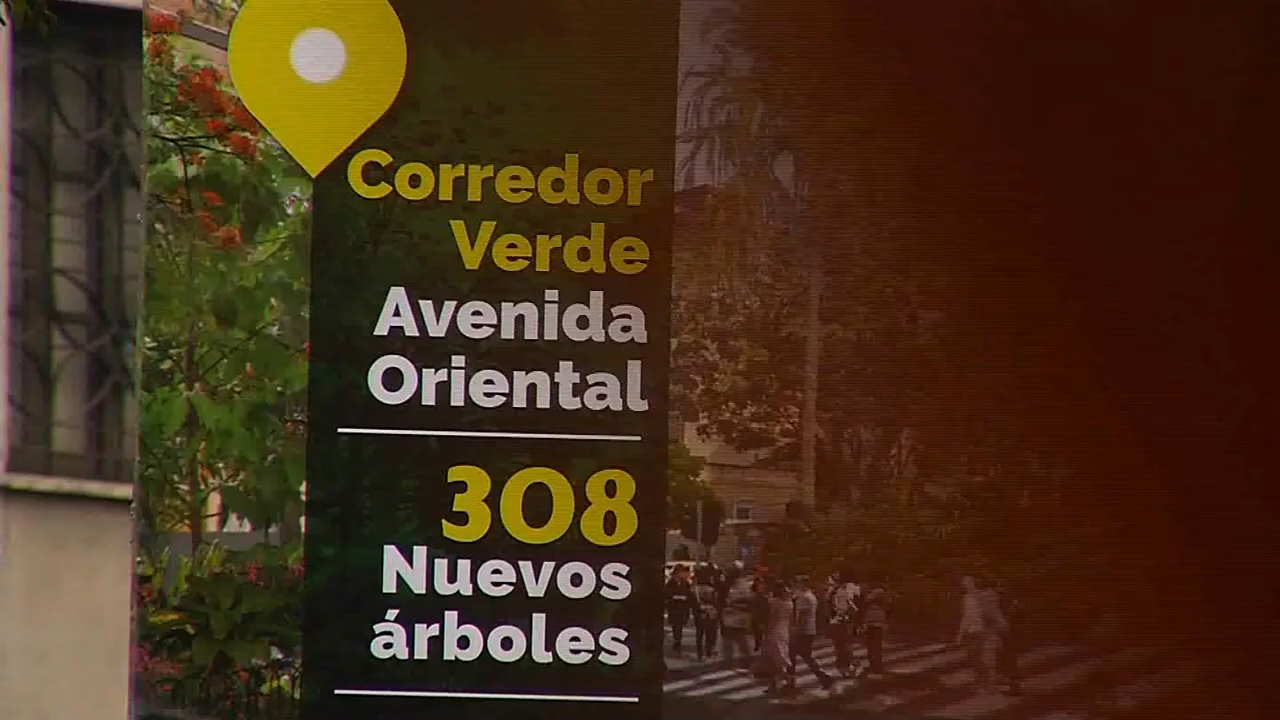 Corredor
Verde
Avenida
Oriental
308
Nuevos
árboles